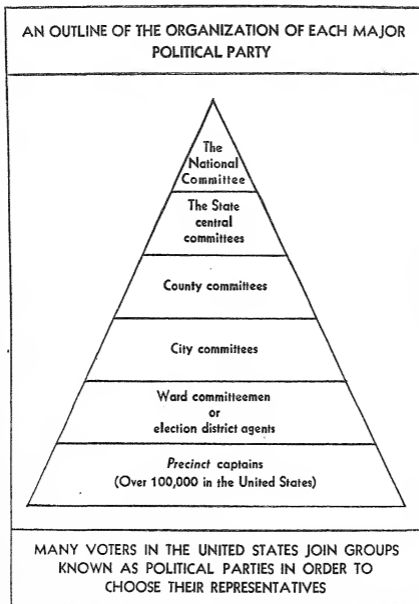 AN OUTLINE OF THE ORGANIZATION OF EACH MAJOR
POLITICAL PARTY
The
National
Committee
The State
central
committees
County committees
City committees
Ward committeemen
or
election district agents
Precinct captains
(Over 100,000 in the United States)
MANY VOTERS IN THE UNITED STATES JOIN GROUPS
KNOWN AS POLITICAL PARTIES IN ORDER TO
CHOOSE THEIR REPRESENTATIVES